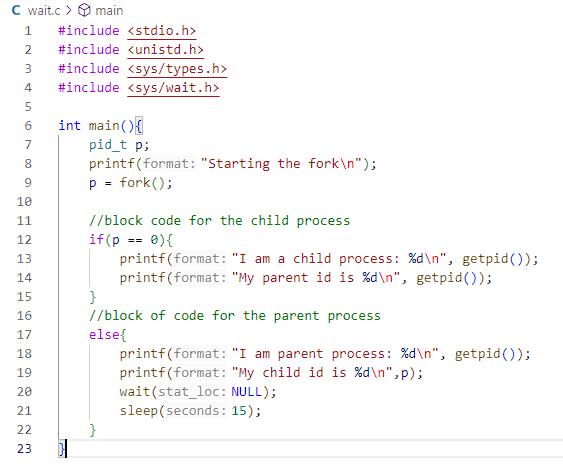 C wait.c > main
1 #include <stdio.h>
2 #include <unistd.h>
3 #include <sys/types.h>
4 #include <sys/wait.h>
5
6 int main(){
7 pid_t p;
8 printf(format: "Starting the fork\n");
9 p = fork();
10
11 //block code for the child process
12 if(p == 0){
13 printf(format: "I am a child process: %d\n", getpid());
14 printf(format: "My parent id is %d\n", getpid());
15 }
16 //block of code for the parent process
17 else{
18 printf(format: "I am parent process: %d\n", getpid());
19 printf(format: "My child id is %d\n",p);
20 wait(stat_loc: NULL);
21 sleep(seconds: 15);
22 }
23 }